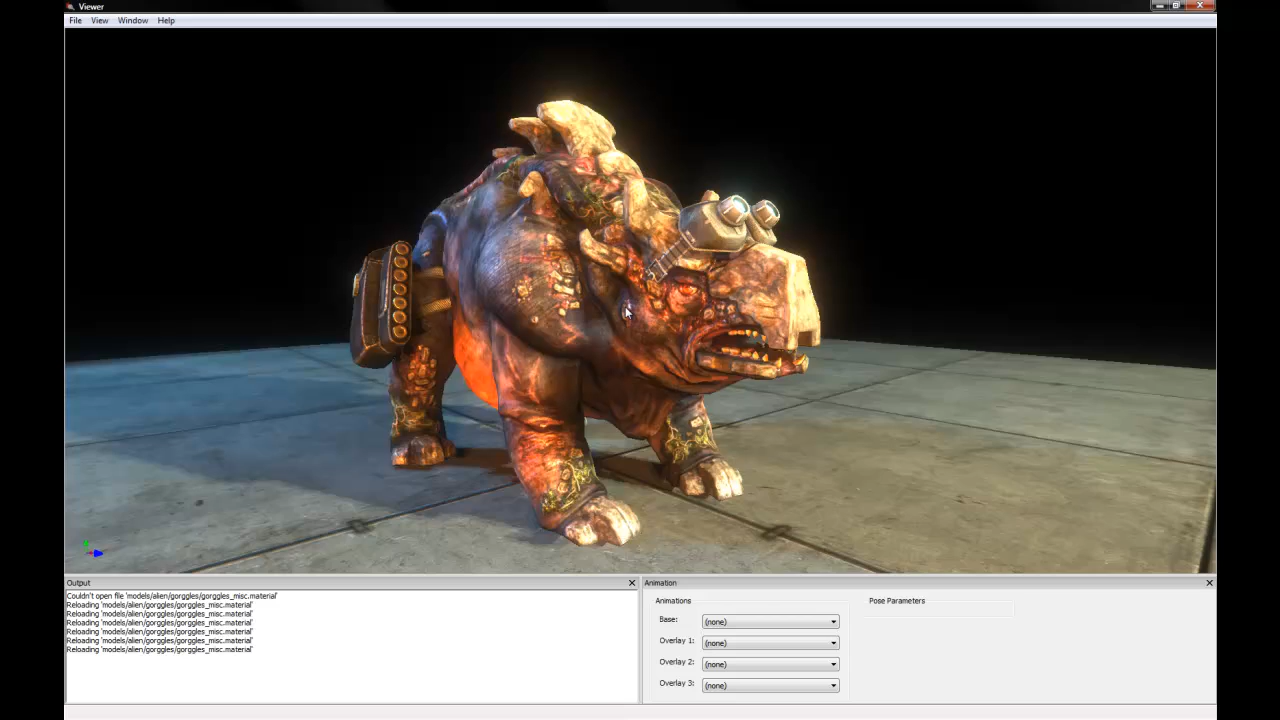 Viewer
File View Window Help
Output
Couldn't open file 'models/alien/gorggles/gorggles_misc.material'
Reloading 'models/alien/gorggles/gorggles_misc.material'
Reloading 'models/alien/gorggles/gorggles_misc.material'
Reloading 'models/alien/gorggles/gorggles_misc.material'
Reloading 'models/alien/gorggles/gorggles_misc.material'
Reloading 'models/alien/gorggles/gorggles_misc.material'
Reloading 'models/alien/gorggles/gorggles_misc.material'
Animation
Animations
Base: (none)
Overlay 1: (none)
Overlay 2: (none)
Overlay 3: (none)
Pose Parameters